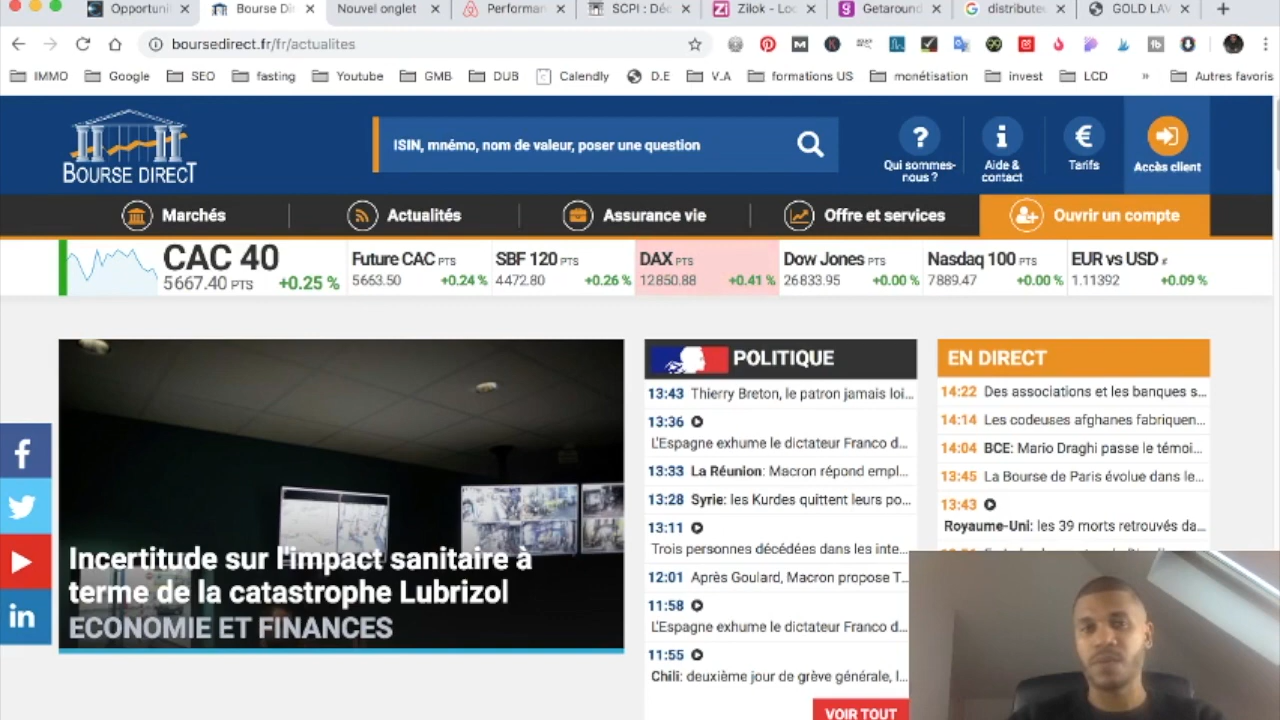 Opportuni
Bourse Di
Nouvel onglet
Performan
SCPI : Déc
Zilok - Loc
Getaround
distribute
GOLD LAV
boursedirect.fr/fr/actualites
IMMO
Google
SEO
fasting
Youtube
GMB
DUB
Calendly
D.E
V.A
formations US
monétisation
invest
LCD
»
Autres favoris
BOURSE DIRECT
ISIN, mnémo, nom de valeur, poser une question
Qui sommes-
nous ?
Aide &
contact
Tarifs
Accès client
Marchés
Actualités
Assurance vie
Offre et services
Ouvrir un compte
CAC 40
5667.40 PTS +0.25 %
Future CAC PTS
5663.50 +0.24 %
SBF 120 PTS
4472.80 +0.26 %
DAX PTS
12850.88 +0.41 %
Dow Jones PTS
26833.95 +0.00 %
Nasdaq 100 PTS
7889.47 +0.00 %
EUR vs USD
1.11392 +0.09 %
Incertitude sur l'impact sanitaire à
terme de la catastrophe Lubrizol
ECONOMIE ET FINANCES
POLITIQUE
13:43 Thierry Breton, le patron jamais loi...
13:36
L'Espagne exhume le dictateur Franco d...
13:33 La Réunion: Macron répond empl...
13:28 Syrie: les Kurdes quittent leurs po...
13:11
Trois personnes décédées dans les inte...
12:01 Après Goulard, Macron propose T...
11:58
L'Espagne exhume le dictateur Franco d...
11:55
Chili: deuxième jour de grève générale, l...
VOIR TOUT
EN DIRECT
14:22 Des associations et les banques s...
14:14 Les codeuses afghanes fabriquen...
14:04 BCE: Mario Draghi passe le témoi...
13:45 La Bourse de Paris évolue dans le...
13:43
Royaume-Uni: les 39 morts retrouvés da...